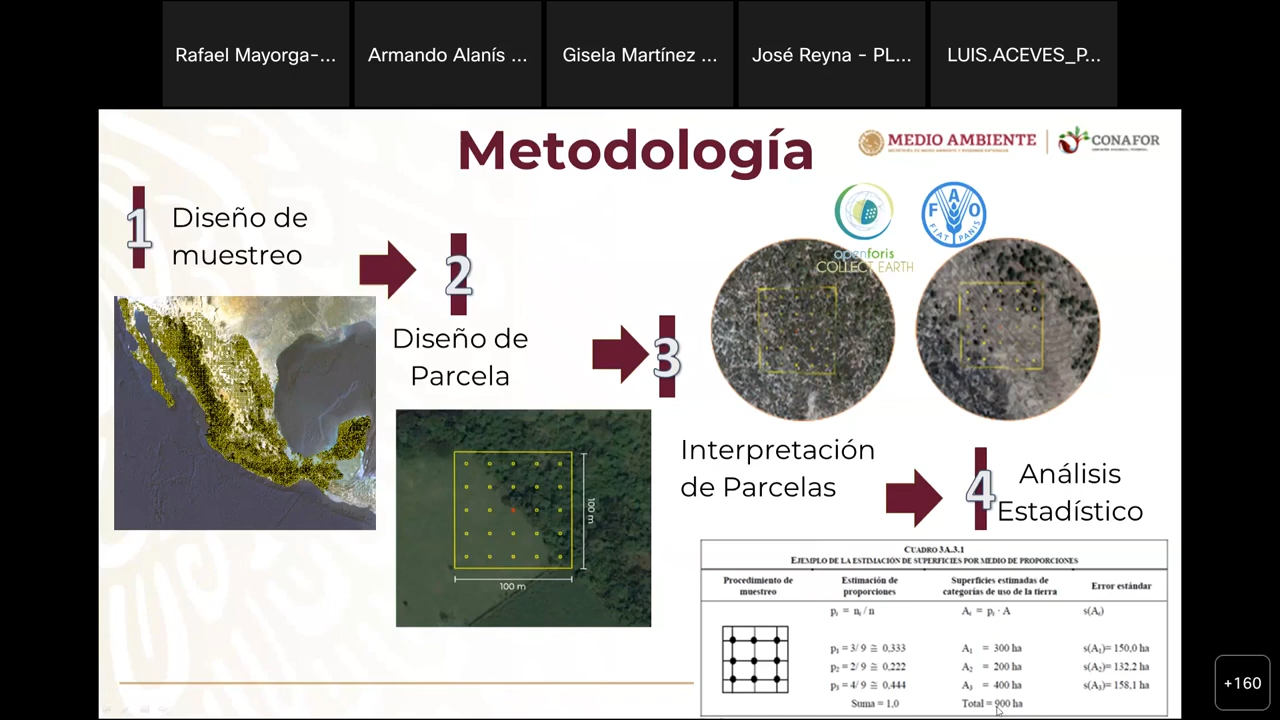 Rafael Mayorga-...
Armando Alanís ...
Gisela Martínez ...
José Reyna - PL...
LUIS.ACEVES_P...
Metodología
MEDIO AMBIENTE
CONAFOR
1
Diseño de
muestreo
2
Diseño de
Parcela
100 m
100 m
3
openforis
COLLECT EARTH
F A O
FIAT PANIS
Interpretación
de Parcelas
4
Análisis
Estadístico
CUADRO 3A.3.1
EJEMPLO DE LA ESTIMACIÓN DE SUPERFICIES POR MEDIO DE PROPORCIONES
Procedimiento de
muestreo
Estimación de
proporciones
Superficies estimadas de
categorías de uso de la tierra
Error estándar
pᵢ = nᵢ / n
Aᵢ = pᵢ · A
s(Aᵢ)
p₁ = 3/ 9 ≅ 0,333
A₁ = 300 ha
s(A₁)= 150,0 ha
p₂ = 2/ 9 ≅ 0,222
A₂ = 200 ha
s(A₂)= 132,2 ha
p₃ = 4/ 9 ≅ 0,444
A₃ = 400 ha
s(A₃)= 158,1 ha
Suma = 1,0
Total = 900 ha
+160